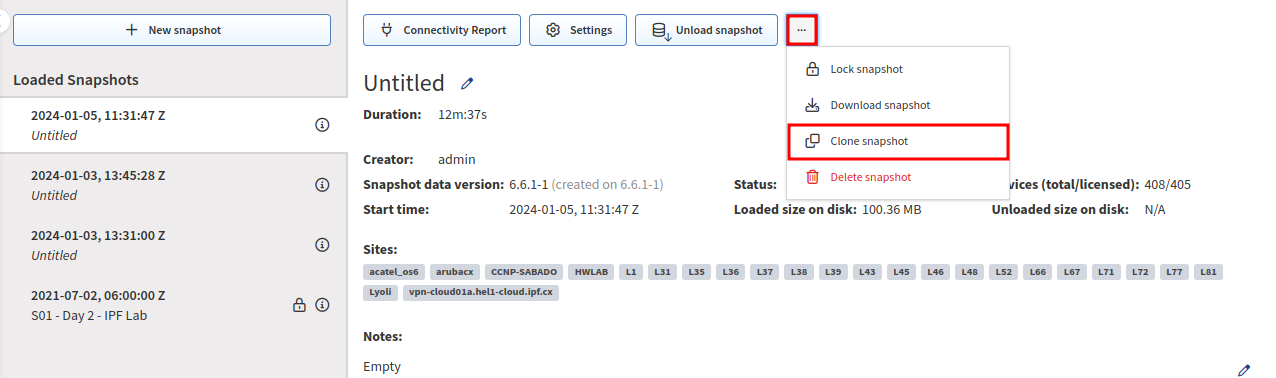 New snapshot
Loaded Snapshots
2024-01-05, 11:31:47 Z
Untitled
2024-01-03, 13:45:28 Z
Untitled
2024-01-03, 13:31:00 Z
Untitled
2021-07-02, 06:00:00 Z
S01 - Day 2 - IPF Lab
Connectivity Report Settings Unload snapshot ...
Lock snapshot
Download snapshot
Clone snapshot
Delete snapshot
Untitled
Duration: 12m:37s
Creator: admin
Snapshot data version: 6.6.1-1 (created on 6.6.1-1) Status: vices (total/licensed): 408/405
Start time: 2024-01-05, 11:31:47 Z Loaded size on disk: 100.36 MB Unloaded size on disk: N/A
Sites:
acatel_os6 arubacx CCNP-SABADO HWLAB L1 L31 L35 L36 L37 L38 L39 L43 L45 L46 L48 L52 L66 L67 L71 L72 L77 L81
Lyoli vpn-cloud01a.hel1-cloud.ipf.cx
Notes:
Empty